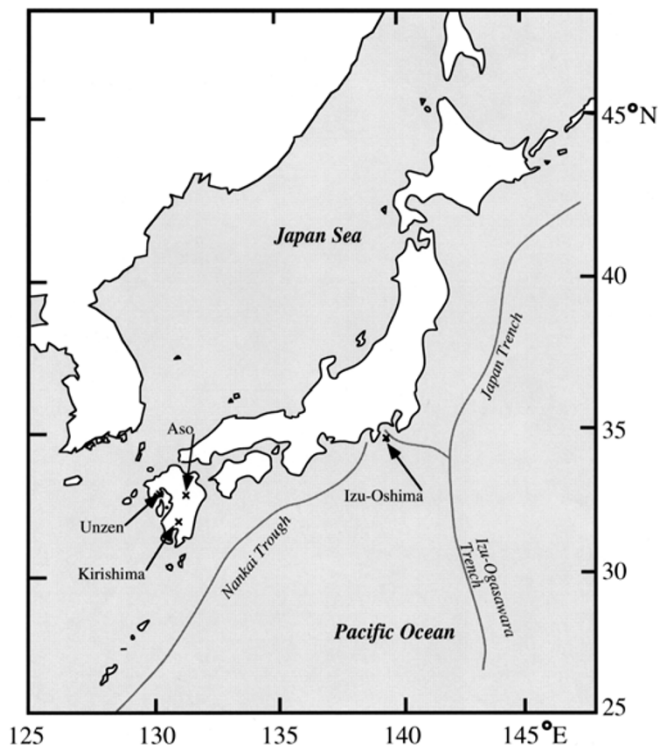 45°N
Japan Sea
40
Japan Trench
35
Aso
Izu-Oshima
Unzen
Nankai Trough
Izu-Ogasawara
Trench
Kirishima
30
Pacific Ocean
25
125
130
135
140
145°E